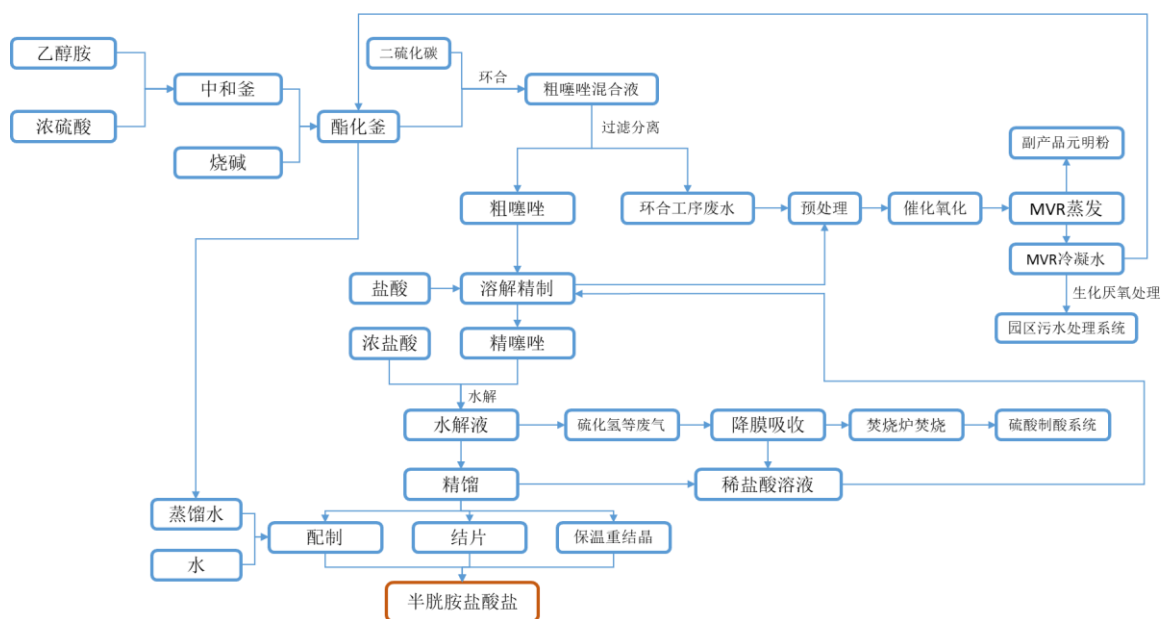 乙醇胺
二硫化碳
环合
中和釜
粗噻唑混合液
浓硫酸
酯化釜
过滤分离
副产品元明粉
烧碱
粗噻唑
环合工序废水
预处理
催化氧化
MVR蒸发
MVR冷凝水
盐酸
溶解精制
生化厌氧处理
园区污水处理系统
浓盐酸
精噻唑
水解
水解液
硫化氢等废气
降膜吸收
焚烧炉焚烧
硫酸制酸系统
精馏
稀盐酸溶液
蒸馏水
配制
结片
保温重结晶
水
半胱胺盐酸盐